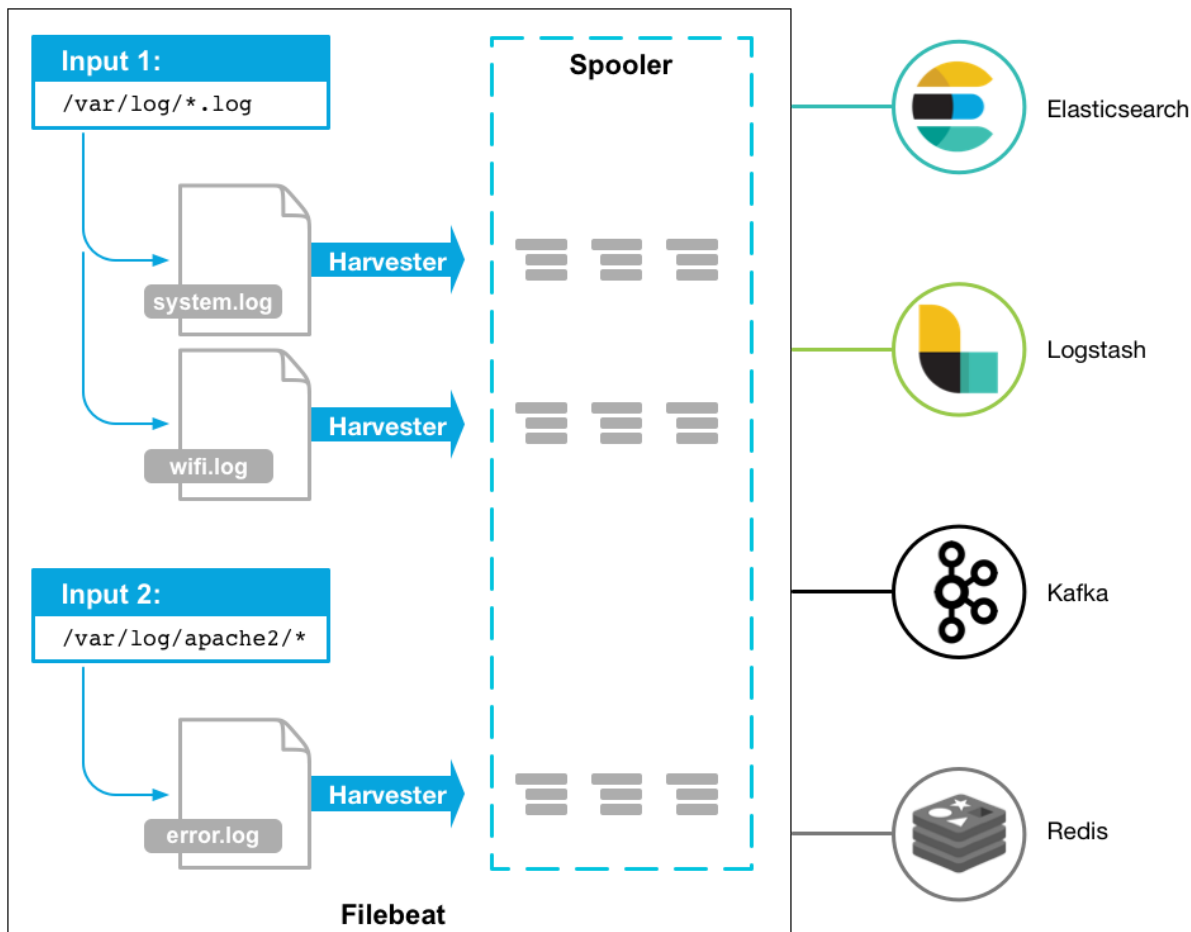 Input 1:
/var/log/*.log
Spooler
Elasticsearch
system.log
Harvester
Logstash
wifi.log
Harvester
Input 2:
/var/log/apache2/*
Kafka
error.log
Harvester
Redis
Filebeat